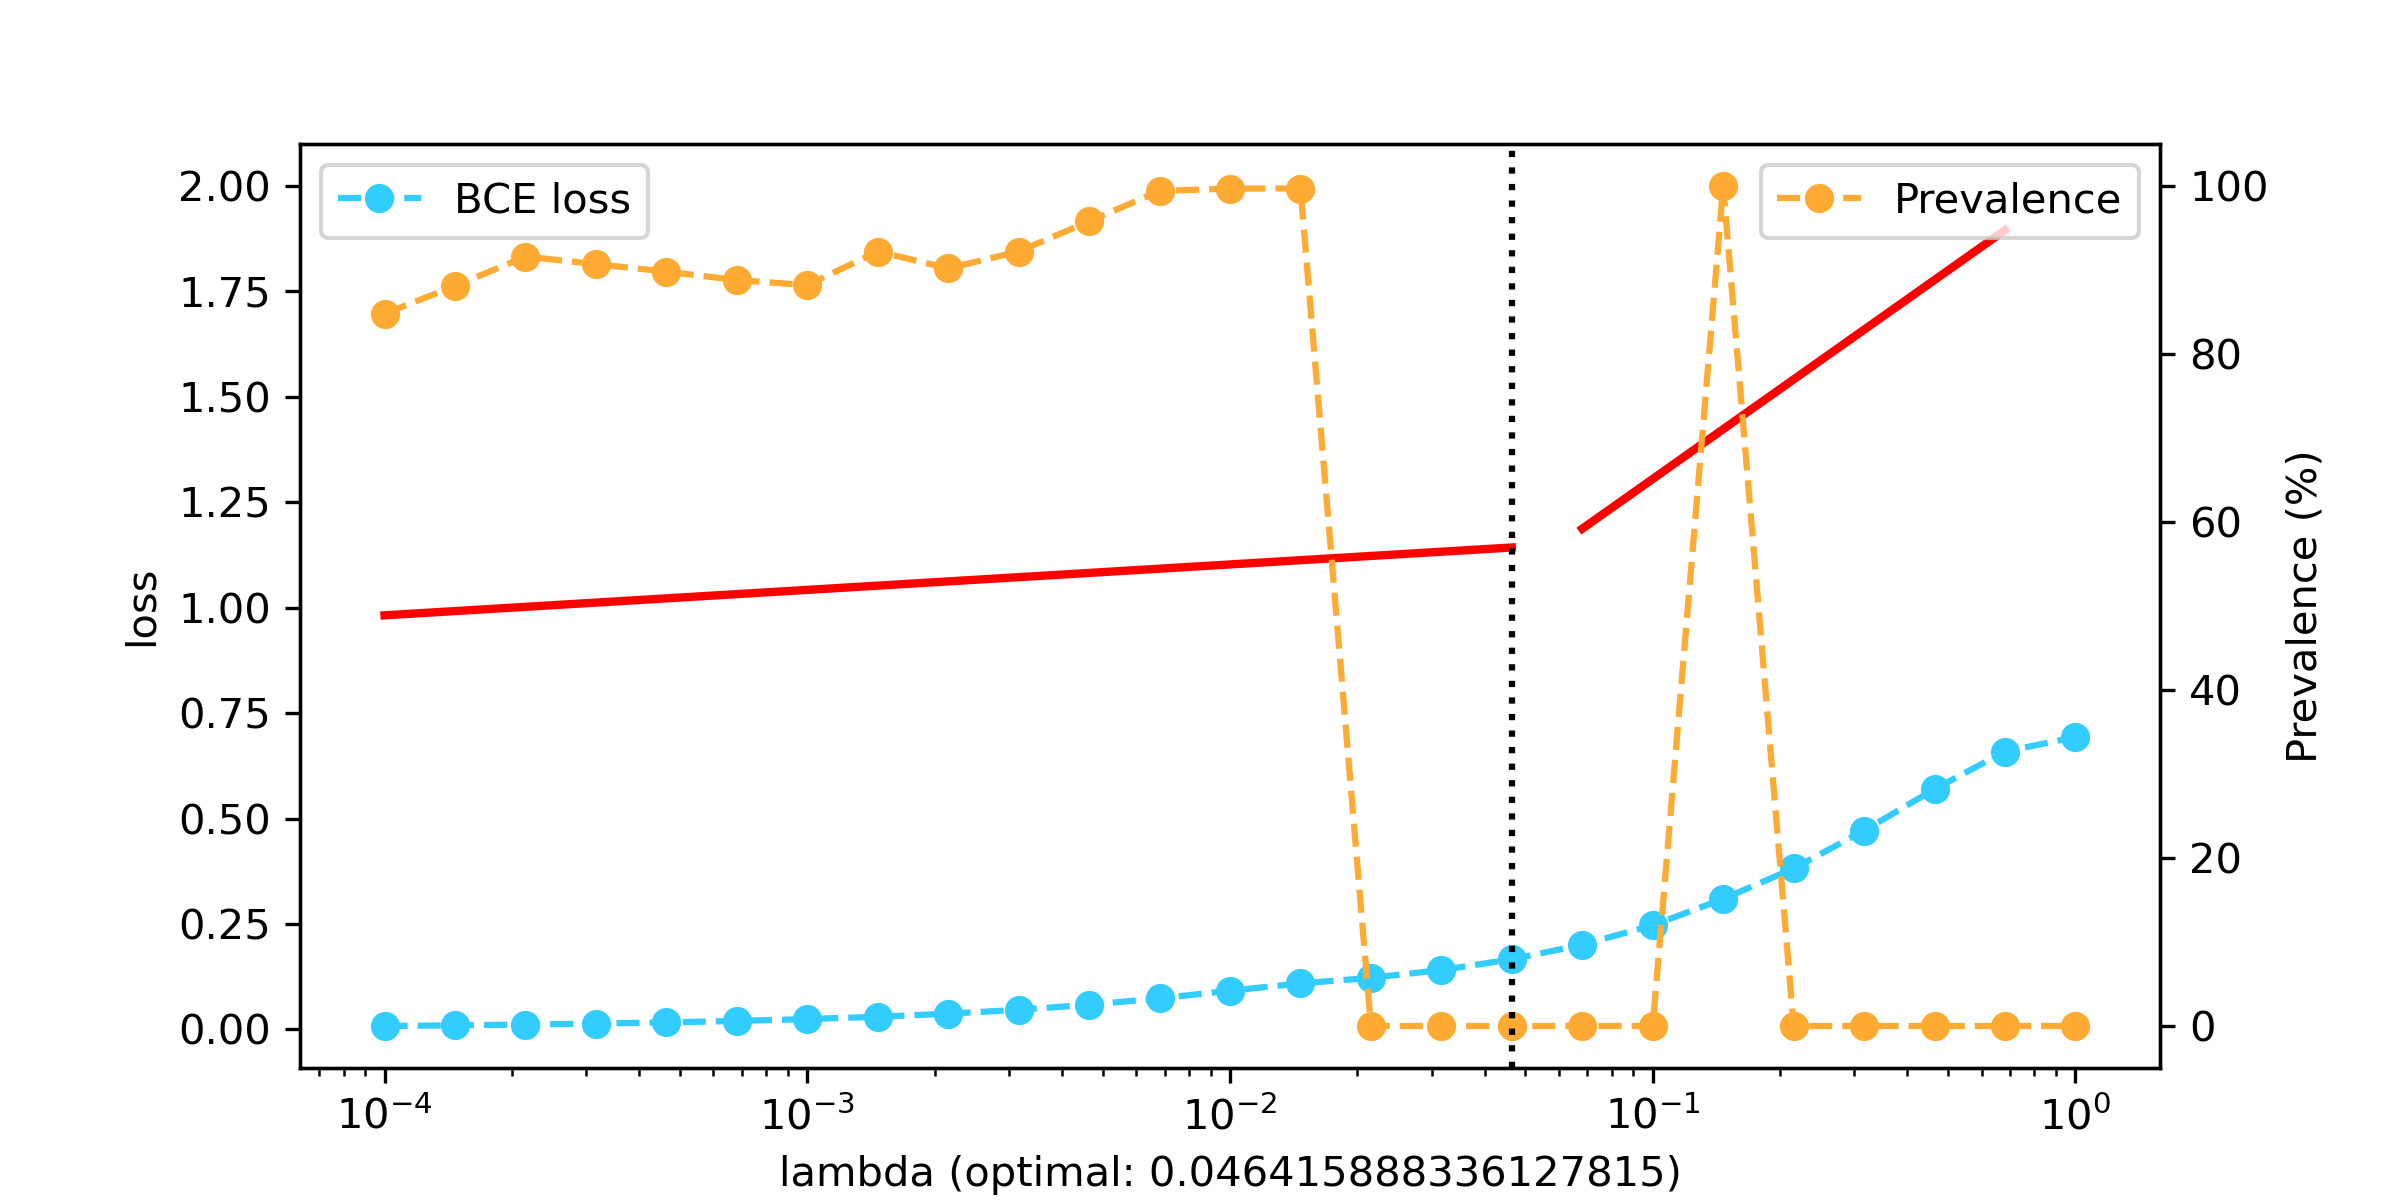 BCE loss
Prevalence
2.00
1.75
1.50
1.25
1.00
0.75
0.50
0.25
0.00
loss
100
80
60
40
20
0
Prevalence (%)
10⁻⁴ 10⁻³ 10⁻² 10⁻¹ 10⁰
lambda (optimal: 0.046415888336127815)